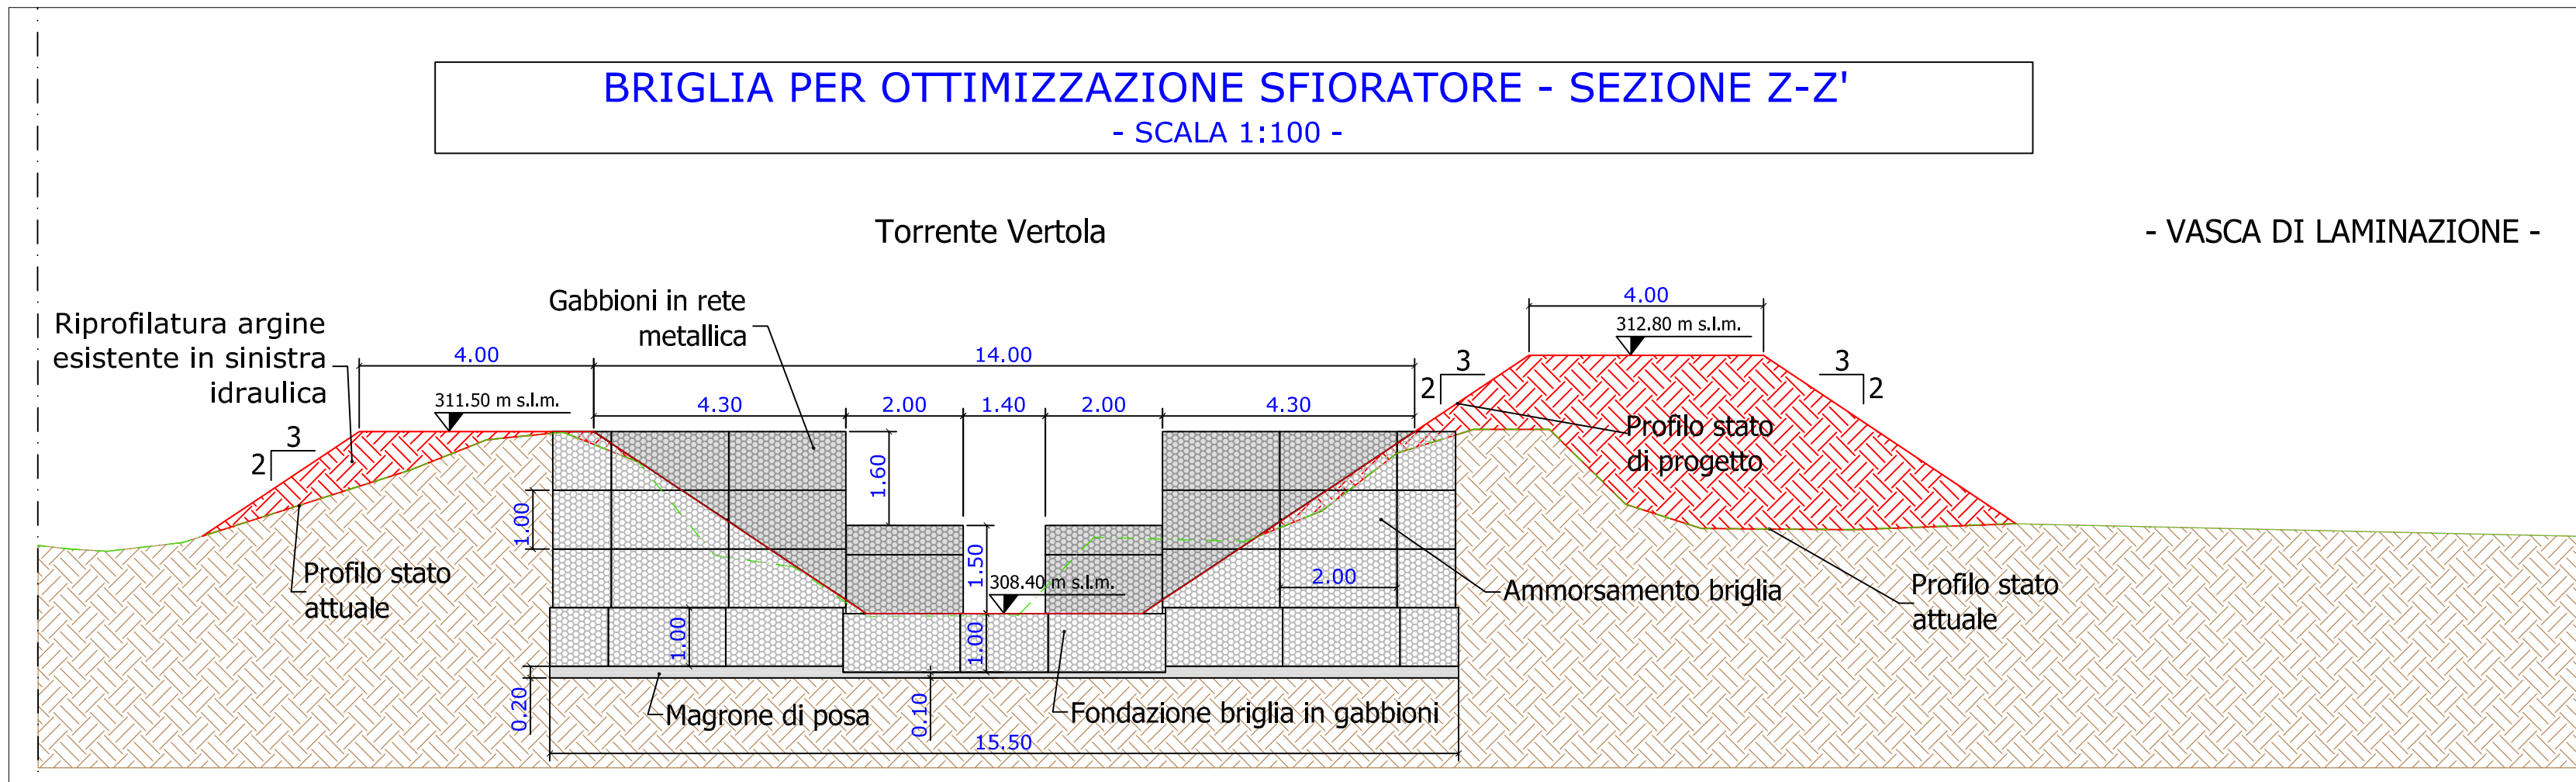 BRIGLIA PER OTTIMIZZAZIONE SFIORATORE - SEZIONE Z-Z'
- SCALA 1:100 -
Torrente Vertola
- VASCA DI LAMINAZIONE -
Gabbioni in rete
metallica
Riprofilatura argine
esistente in sinistra
idraulica
4.00
14.00
4.00
312.80 m s.l.m.
311.50 m s.l.m.
4.30
2.00
1.40
2.00
4.30
3
2
3
2
3
2
Profilo stato
di progetto
1.60
1.00
1.50
308.40 m s.l.m.
2.00
Ammorsamento briglia
Profilo stato
attuale
Profilo stato
attuale
1.00
1.00
0.20
0.10
Magrone di posa
Fondazione briglia in gabbioni
15.50